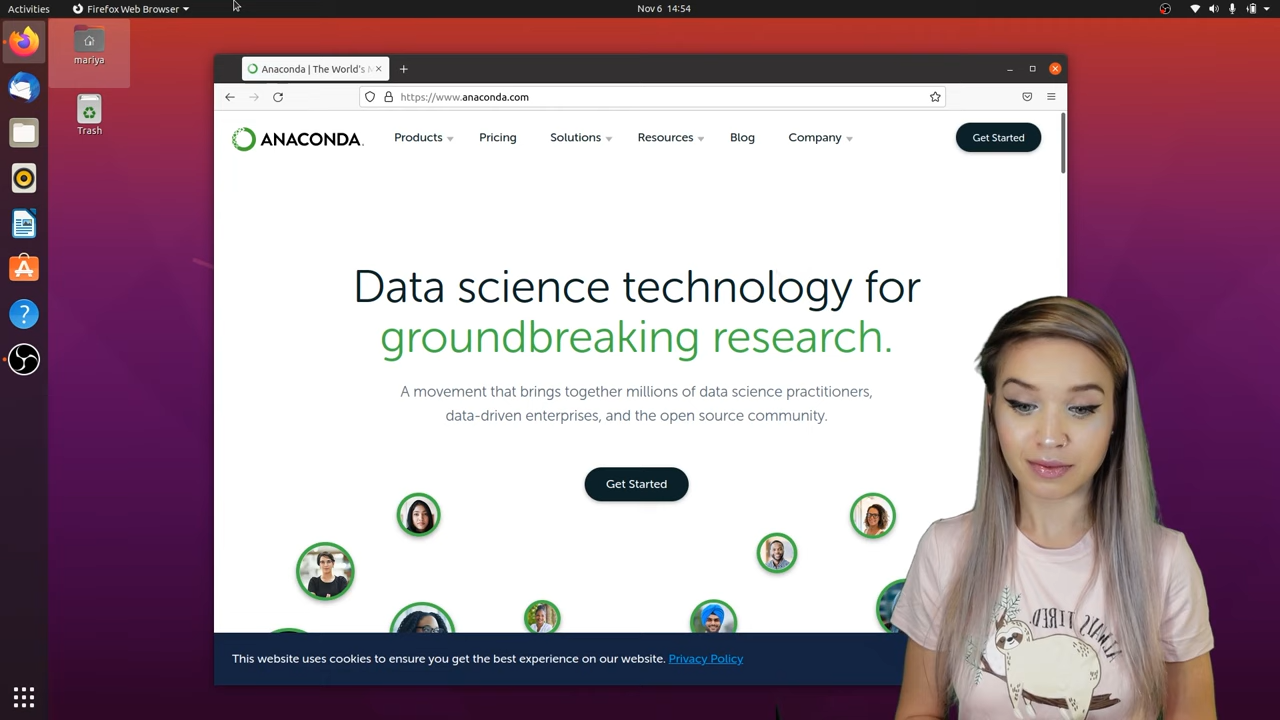 Activities
Firefox Web Browser
Nov 6 14:54
mariya
Trash
Anaconda | The World's M
https://www.anaconda.com
ANACONDA.
Products
Pricing
Solutions
Resources
Blog
Company
Get Started
Data science technology for
groundbreaking research.
A movement that brings together millions of data science practitioners,
data-driven enterprises, and the open source community.
Get Started
This website uses cookies to ensure you get the best experience on our website. Privacy Policy
ALWAYS TIRED